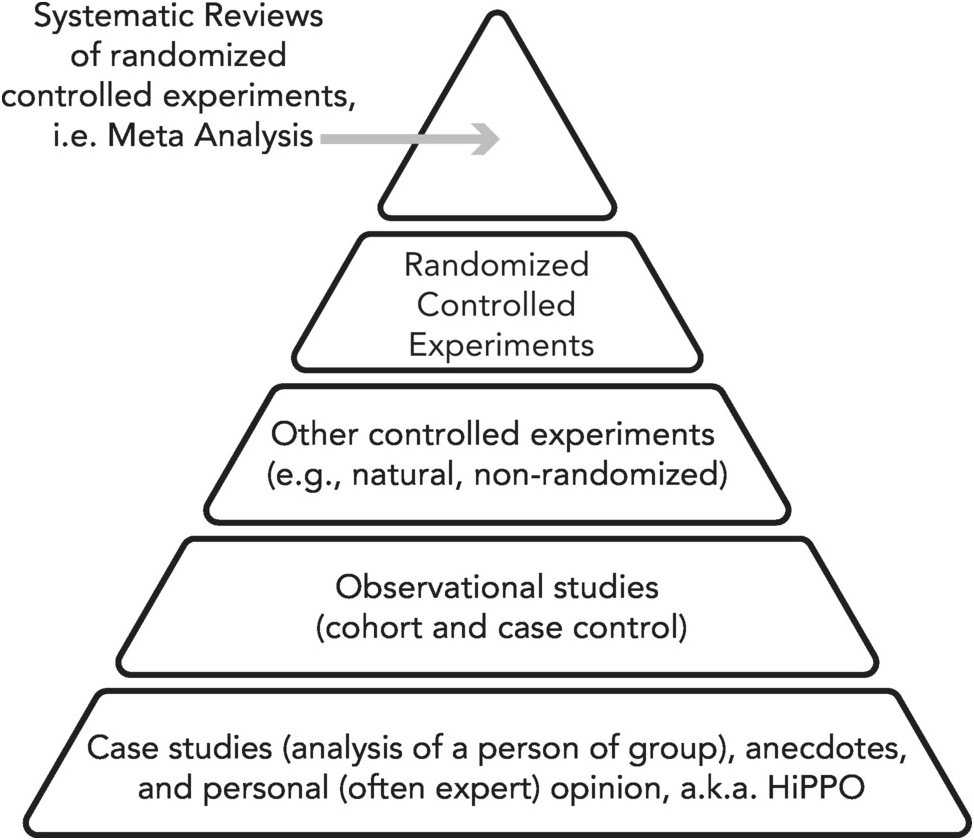 Systematic Reviews
of randomized
controlled experiments,
i.e. Meta Analysis
Randomized
Controlled
Experiments
Other controlled experiments
(e.g., natural, non-randomized)
Observational studies
(cohort and case control)
Case studies (analysis of a person of group), anecdotes,
and personal (often expert) opinion, a.k.a. HiPPO